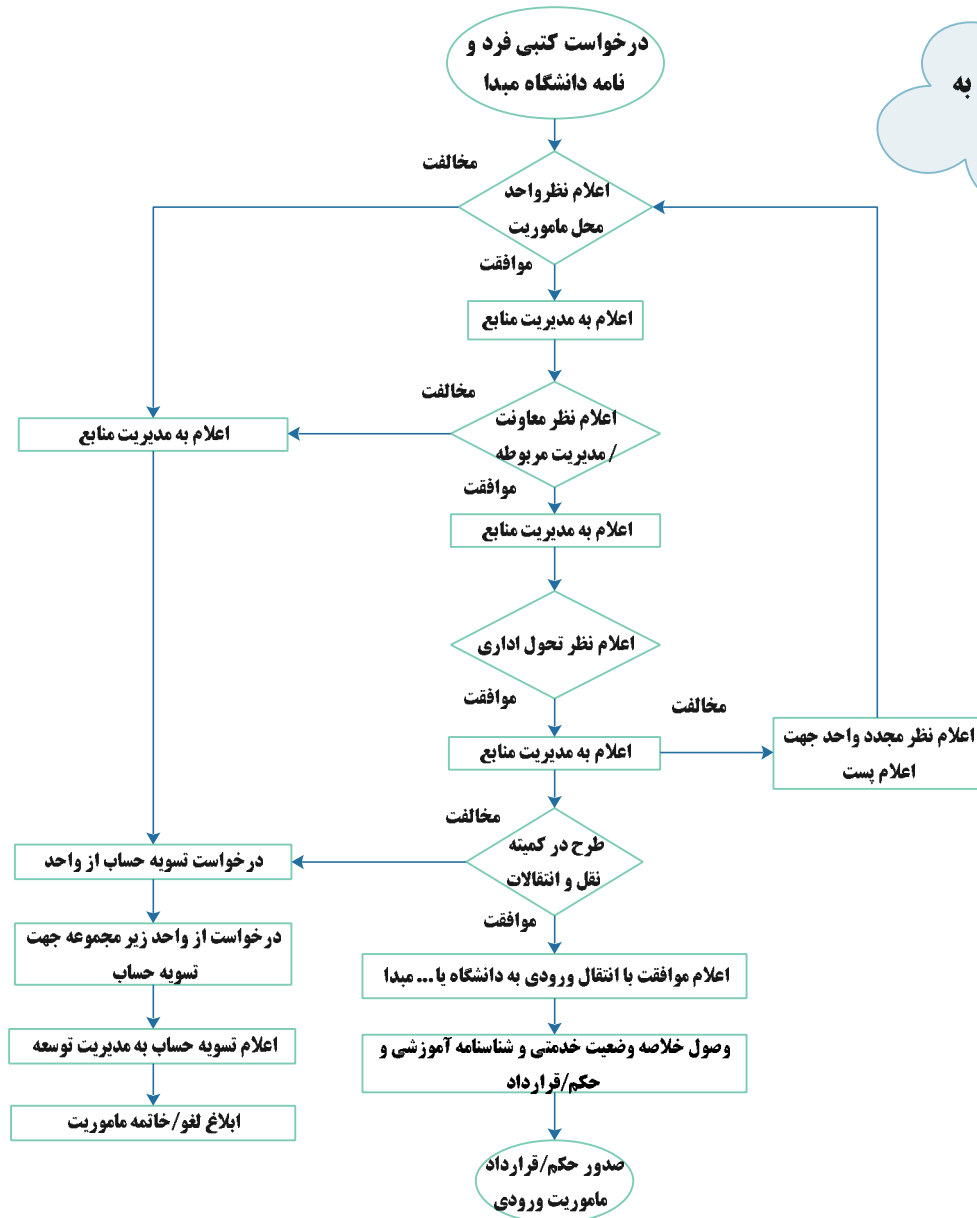 درخواست کتبی فرد و
نامه دانشگاه مبدا
به
مخالفت
اعلام نظرواحد
محل ماموریت
موافقت
اعلام به مدیریت منابع
مخالفت
اعلام نظر معاونت
/ مدیریت مربوطه
اعلام به مدیریت منابع
موافقت
اعلام به مدیریت منابع
اعلام نظر تحول اداری
موافقت
مخالفت
اعلام به مدیریت منابع
اعلام نظر مجدد واحد جهت
اعلام پست
مخالفت
طرح در کمیته
نقل و انتقالات
درخواست تسویه حساب از واحد
موافقت
درخواست از واحد زیر مجموعه جهت
تسویه حساب
اعلام موافقت با انتقال ورودی به دانشگاه یا... مبدا
اعلام تسویه حساب به مدیریت توسعه
وصول خلاصه وضعیت خدمتی و شناسنامه آموزشی و
حکم/قرارداد
ابلاغ لغو/خاتمه ماموریت
صدور حکم/قرارداد
ماموریت ورودی